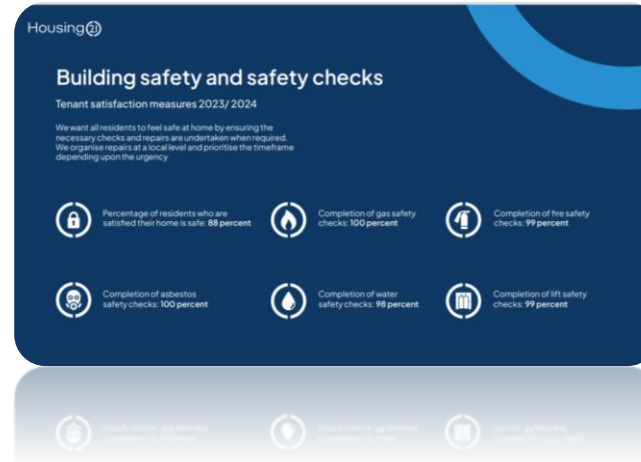 Housing 21
Building safety and safety checks
Tenant satisfaction measures 2023/2024
We want all residents to feel safe at home by ensuring the
necessary checks and repairs are undertaken when required.
We organise repairs at a local level and prioritise the timeframe
depending upon the urgency
Percentage of residents who are
satisfied their home is safe: 88 percent
Completion of gas safety
checks: 100 percent
Completion of fire safety
checks: 99 percent
Completion of asbestos
safety checks: 100 percent
Completion of water
safety checks: 98 percent
Completion of lift safety
checks: 99 percent